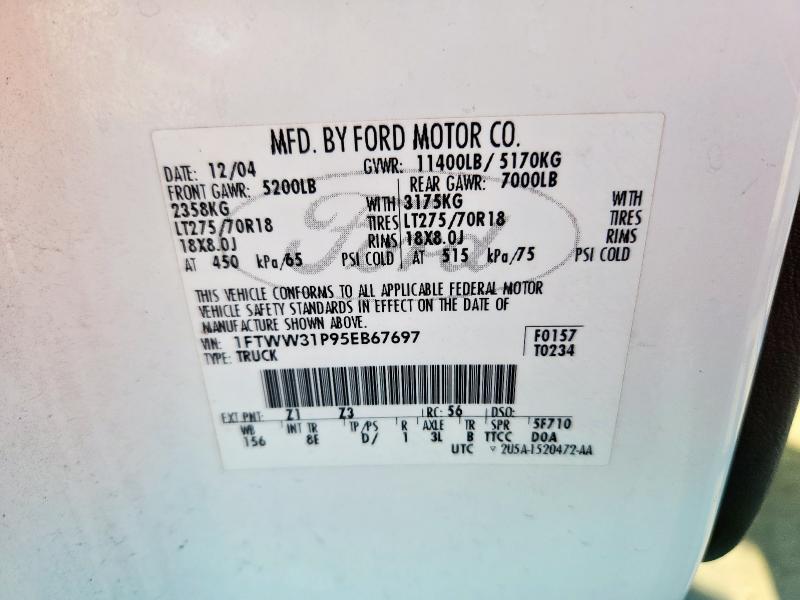 MFD. BY FORD MOTOR CO.
DATE: 12/04 GVWR: 11400LB/ 5170KG
FRONT GAWR: 5200LB REAR GAWR: 7000LB
2358KG WITH 3175KG WITH
LT275/70R18 TIRES LT275/70R18 TIRES
18X8.0J RIMS 18X8.0J RIMS
AT 450 kPa/65 PSI COLD AT 515 kPa/75 PSI COLD
Ford
THIS VEHICLE CONFORMS TO ALL APPLICABLE FEDERAL MOTOR
VEHICLE SAFETY STANDARDS IN EFFECT ON THE DATE OF
MANUFACTURE SHOWN ABOVE.
VIN: 1FTWW31P95EB67697 F0157
TYPE: TRUCK T0234
EXT PNT: Z1 Z3 RC: 56 DSO:
WB INT TR TP/PS R AXLE TR SPR 5F710
156 8E D/ 1 3L B TTCC DOA
UTC 2U5A-1520472-AA